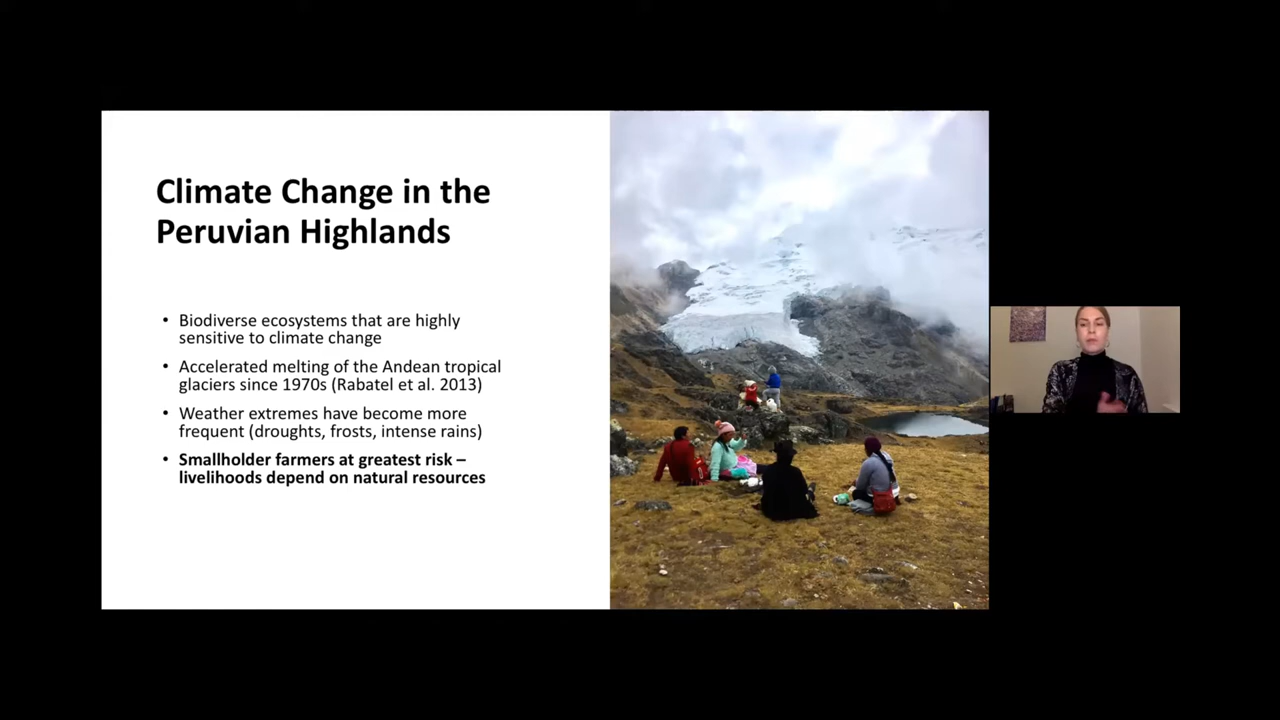 Climate Change in the
Peruvian Highlands
• Biodiverse ecosystems that are highly
sensitive to climate change
• Accelerated melting of the Andean tropical
glaciers since 1970s (Rabatel et al. 2013)
• Weather extremes have become more
frequent (droughts, frosts, intense rains)
• Smallholder farmers at greatest risk –
livelihoods depend on natural resources